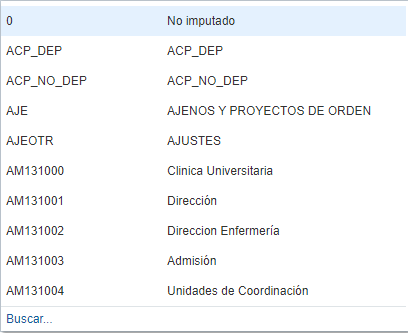 0 No imputado
ACP_DEP ACP_DEP
ACP_NO_DEP ACP_NO_DEP
AJE AJENOS Y PROYECTOS DE ORDEN
AJEOTR AJUSTES
AM131000 Clinica Universitaria
AM131001 Dirección
AM131002 Direccion Enfermería
AM131003 Admisión
AM131004 Unidades de Coordinación
Buscar...